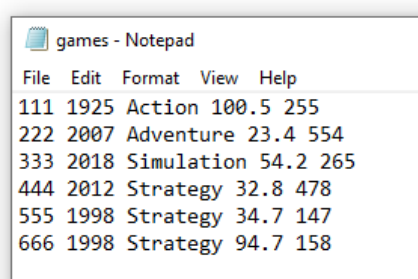 games - Notepad
File Edit Format View Help
111 1925 Action 100.5 255
222 2007 Adventure 23.4 554
333 2018 Simulation 54.2 265
444 2012 Strategy 32.8 478
555 1998 Strategy 34.7 147
666 1998 Strategy 94.7 158